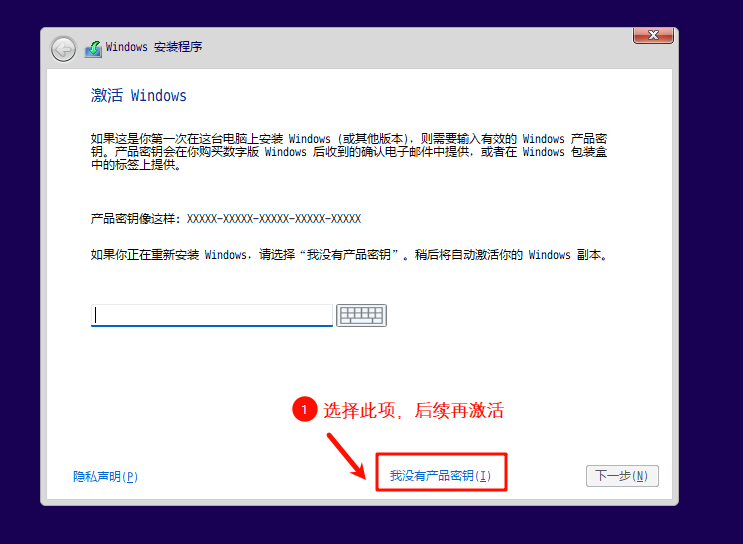 Windows 安装程序
激活 Windows
如果这是你第一次在这台电脑上安装 Windows (或其他版本)，则需要输入有效的 Windows 产品密
钥。产品密钥会在你购买数字版 Windows 后收到的确认电子邮件中提供，或者在 Windows 包装盒
中的标签上提供。
产品密钥像这样: XXXXX-XXXXX-XXXXX-XXXXX-XXXXX
如果你正在重新安装 Windows，请选择“我没有产品密钥”。稍后将自动激活你的 Windows 副本。
1 选择此项，后续再激活
隐私声明(P)
我没有产品密钥(I)
下一步(N)